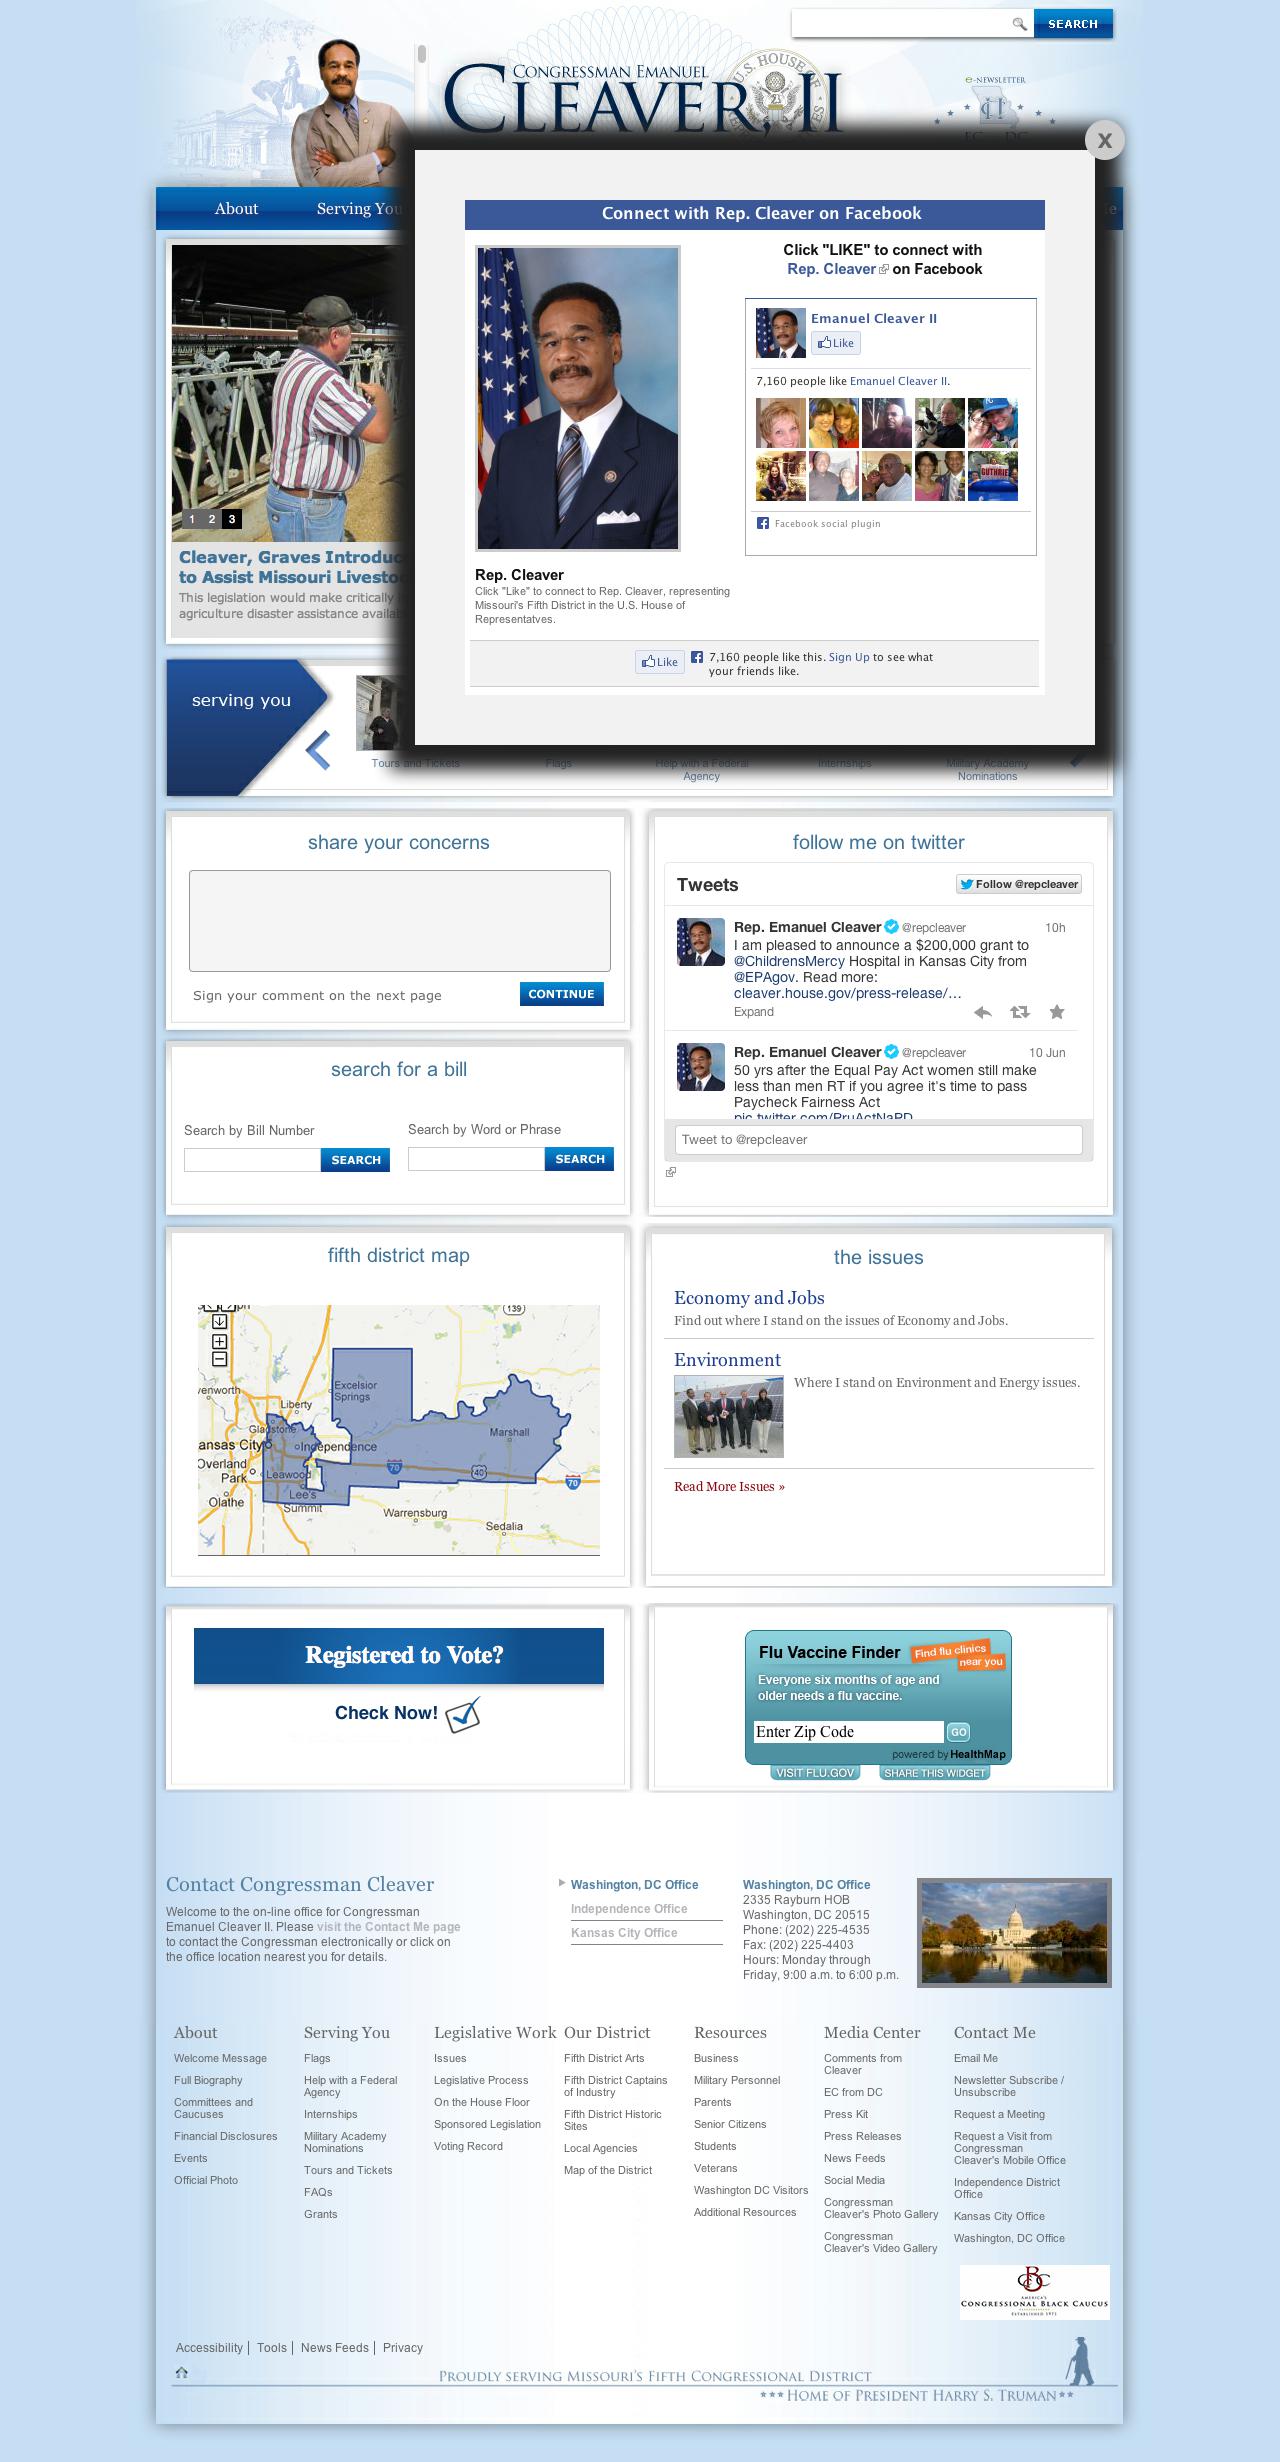 SEARCH
CONGRESSMAN EMANUEL
CLEAVER, II
U.S. HOUSE OF
e-NEWSLETTER
EC DC
About
Serving You
x
Connect with Rep. Cleaver on Facebook
Click "LIKE" to connect with
Rep. Cleaver on Facebook
Emanuel Cleaver II
Like
7,160 people like Emanuel Cleaver II.
GUTHRIE
Facebook social plugin
Rep. Cleaver
Click "Like" to connect to Rep. Cleaver, representing
Missouri's Fifth District in the U.S. House of
Representatves.
Like
7,160 people like this. Sign Up to see what
your friends like.
1 2 3
Cleaver, Graves
to Assist Missouri
This legislation would make critically
agriculture disaster assistance
serving you
Tours and Tickets
Flags
Help with a Federal
Agency
Internships
Military Academy
Nominations
share your concerns
Sign your comment on the next page
CONTINUE
follow me on twitter
Tweets
Follow @repcleaver
Rep. Emanuel Cleaver @repcleaver 10h
I am pleased to announce a $200,000 grant to
@ChildrensMercy Hospital in Kansas City from
@EPAgov. Read more:
cleaver.house.gov/press-release/…
Expand
Rep. Emanuel Cleaver @repcleaver 10 Jun
50 yrs after the Equal Pay Act women still make
less than men RT if you agree it's time to pass
Paycheck Fairness Act
pic.twitter.com/PruActNaPD
Tweet to @repcleaver
search for a bill
Search by Bill Number
SEARCH
Search by Word or Phrase
SEARCH
fifth district map
139
Excelsior
Springs
venworth
Liberty
Gladstone
ansas City
Independence
Marshall
Overland
Park
Leawood
70
40
70
Olathe
Lee's
Summit
Warrensburg
Sedalia
the issues
Economy and Jobs
Find out where I stand on the issues of Economy and Jobs.
Environment
Where I stand on Environment and Energy issues.
Read More Issues »
Registered to Vote?
Check Now!
Flu Vaccine Finder
Find flu clinics
near you
Everyone six months of age and
older needs a flu vaccine.
Enter Zip Code
GO
powered by HealthMap
VISIT FLU.GOV
SHARE THIS WIDGET
Contact Congressman Cleaver
Welcome to the on-line office for Congressman
Emanuel Cleaver II. Please visit the Contact Me page
to contact the Congressman electronically or click on
the office location nearest you for details.
Washington, DC Office
Independence Office
Kansas City Office
Washington, DC Office
2335 Rayburn HOB
Washington, DC 20515
Phone: (202) 225-4535
Fax: (202) 225-4403
Hours: Monday through
Friday, 9:00 a.m. to 6:00 p.m.
About
Welcome Message
Full Biography
Committees and
Caucuses
Financial Disclosures
Events
Official Photo
Serving You
Flags
Help with a Federal
Agency
Internships
Military Academy
Nominations
Tours and Tickets
FAQs
Grants
Legislative Work
Issues
Legislative Process
On the House Floor
Sponsored Legislation
Voting Record
Our District
Fifth District Arts
Fifth District Captains
of Industry
Fifth District Historic
Sites
Local Agencies
Map of the District
Resources
Business
Military Personnel
Parents
Senior Citizens
Students
Veterans
Washington DC Visitors
Additional Resources
Media Center
Comments from
Cleaver
EC from DC
Press Kit
Press Releases
News Feeds
Social Media
Congressman
Cleaver's Photo Gallery
Congressman
Cleaver's Video Gallery
Contact Me
Email Me
Newsletter Subscribe /
Unsubscribe
Request a Meeting
Request a Visit from
Congressman
Cleaver's Mobile Office
Independence District
Office
Kansas City Office
Washington, DC Office
CBC
AMERICA'S
CONGRESSIONAL BLACK CAUCUS
ESTABLISHED 1971
Accessibility | Tools | News Feeds | Privacy
PROUDLY SERVING MISSOURI'S FIFTH CONGRESSIONAL DISTRICT
HOME OF PRESIDENT HARRY S. TRUMAN